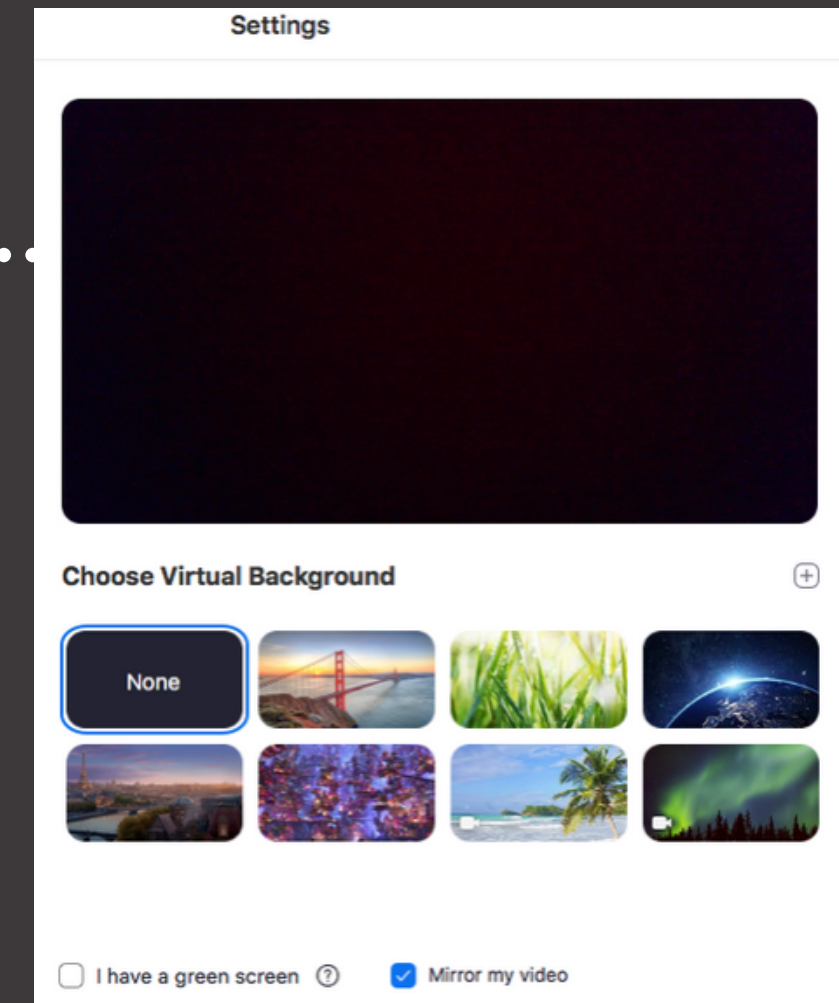 Settings
Choose Virtual Background
None
I have a green screen
Mirror my video